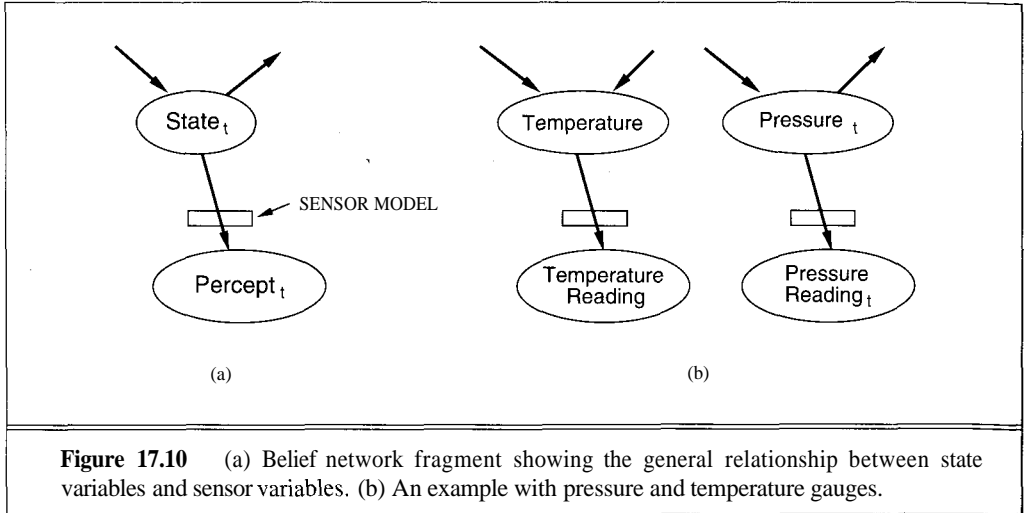 State t
Temperature
Pressure t
SENSOR MODEL
Percept t
Temperature
Reading
Pressure
Reading t
(a)
(b)
Figure 17.10 (a) Belief network fragment showing the general relationship between state
variables and sensor variables. (b) An example with pressure and temperature gauges.